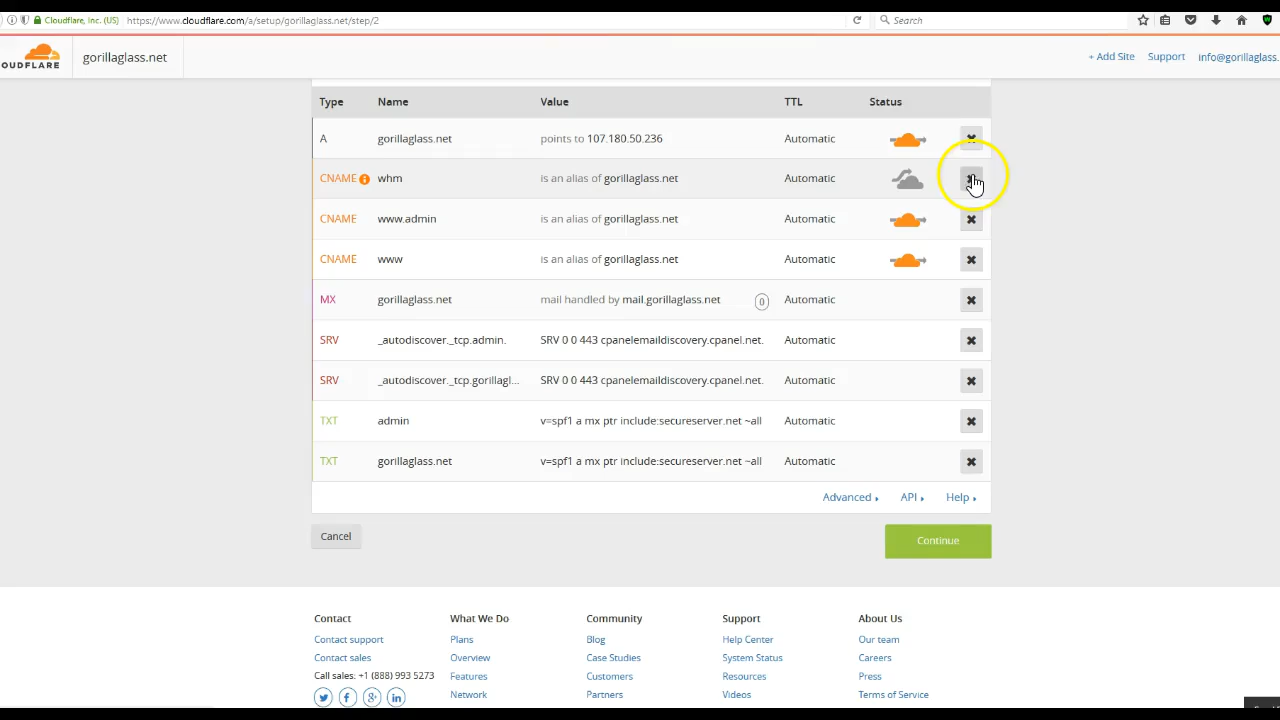 Cloudflare, Inc. (US)
https://www.cloudflare.com/a/setup/gorillaglass.net/step/2
Search
OUDFLARE
gorillaglass.net
+ Add Site
Support
info@gorillaglass.
Type Name Value TTL Status
A gorillaglass.net points to 107.180.50.236 Automatic
CNAME whm is an alias of gorillaglass.net Automatic
CNAME www.admin is an alias of gorillaglass.net Automatic
CNAME www is an alias of gorillaglass.net Automatic
MX gorillaglass.net mail handled by mail.gorillaglass.net 0 Automatic
SRV _autodiscover._tcp.admin. SRV 0 0 443 cpanelemaildiscovery.cpanel.net. Automatic
SRV _autodiscover._tcp.gorillagl... SRV 0 0 443 cpanelemaildiscovery.cpanel.net. Automatic
TXT admin v=spf1 a mx ptr include:secureserver.net ~all Automatic
TXT gorillaglass.net v=spf1 a mx ptr include:secureserver.net ~all Automatic
Advanced API Help
Cancel
Continue
Contact What We Do Community Support About Us
Contact support Plans Blog Help Center Our team
Contact sales Overview Case Studies System Status Careers
Call sales: +1 (888) 993 5273 Features Customers Resources Press
Network Partners Videos Terms of Service